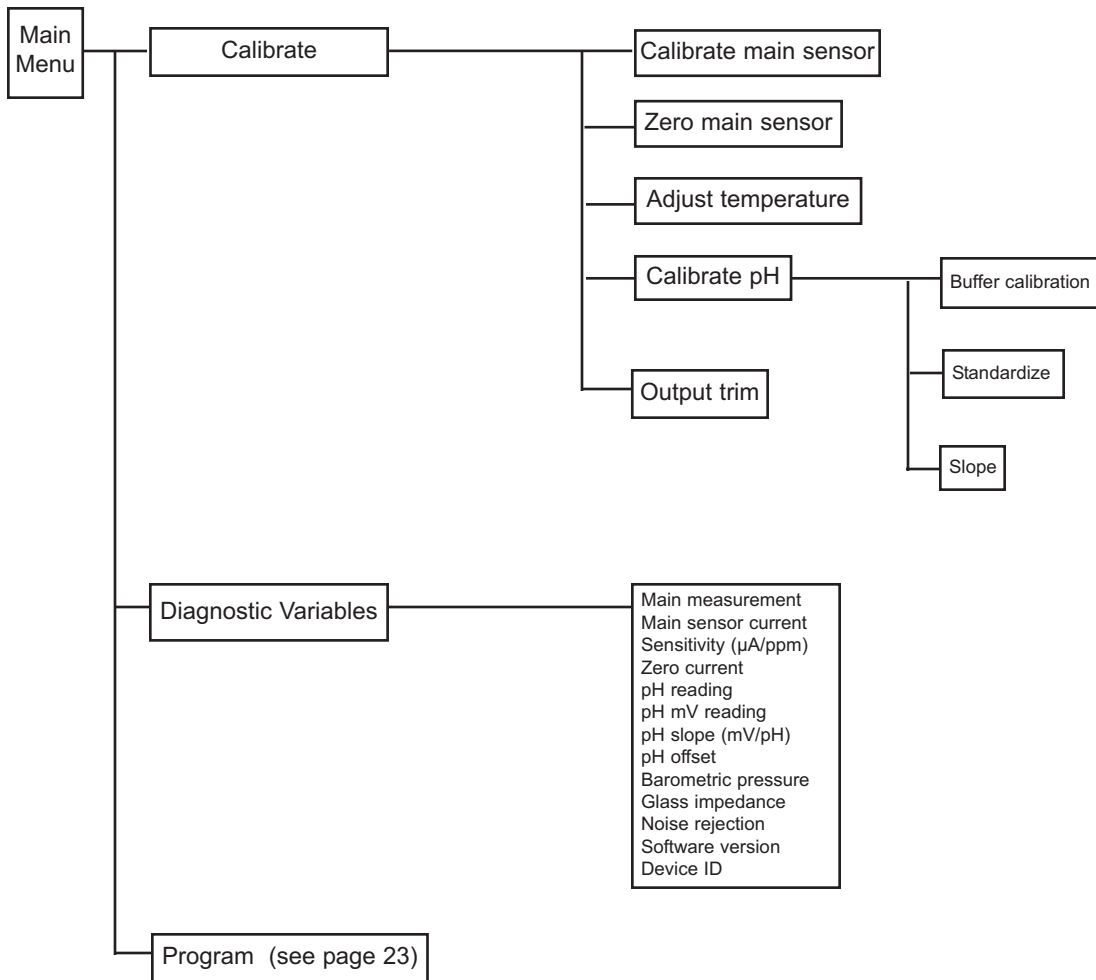 Main
Menu
Calibrate
Calibrate main sensor
Zero main sensor
Adjust temperature
Calibrate pH
Buffer calibration
Standardize
Slope
Output trim
Diagnostic Variables
Main measurement
Main sensor current
Sensitivity (µA/ppm)
Zero current
pH reading
pH mV reading
pH slope (mV/pH)
pH offset
Barometric pressure
Glass impedance
Noise rejection
Software version
Device ID
Program (see page 23)